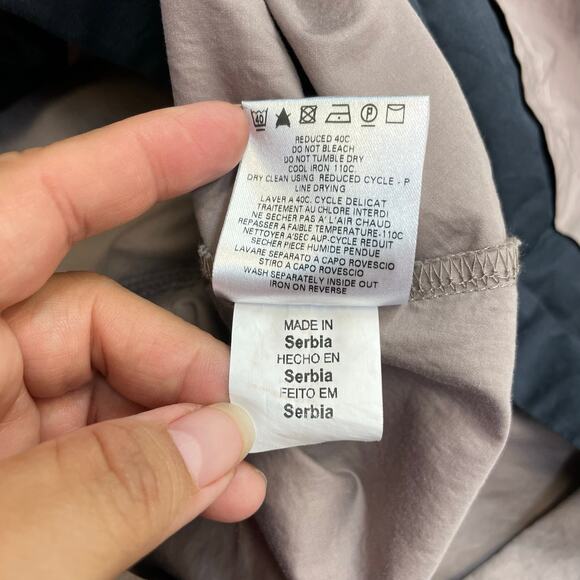 40
P
REDUCED 40C
DO NOT BLEACH
DO NOT TUMBLE DRY
COOL IRON 110C
DRY CLEAN USING REDUCED CYCLE - P
LINE DRYING
LAVER A 40C. CYCLE DELICAT
TRAITEMENT AU CHLORE INTERDI
NE SECHER PAS A'L'AIR CHAUD
REPASSER A FAIBLE TEMPERATURE-110C
NETTOYER A'SEC AUP-CYCLE REDUIT
SECHER PIECE HUMIDE PENDUE
LAVARE SEPARATO A CAPO ROVESCIO
STIRO A CAPO ROVESCIO
WASH SEPARATELY INSIDE OUT
IRON ON REVERSE
MADE IN
Serbia
HECHO EN
Serbia
FEITO EM
Serbia